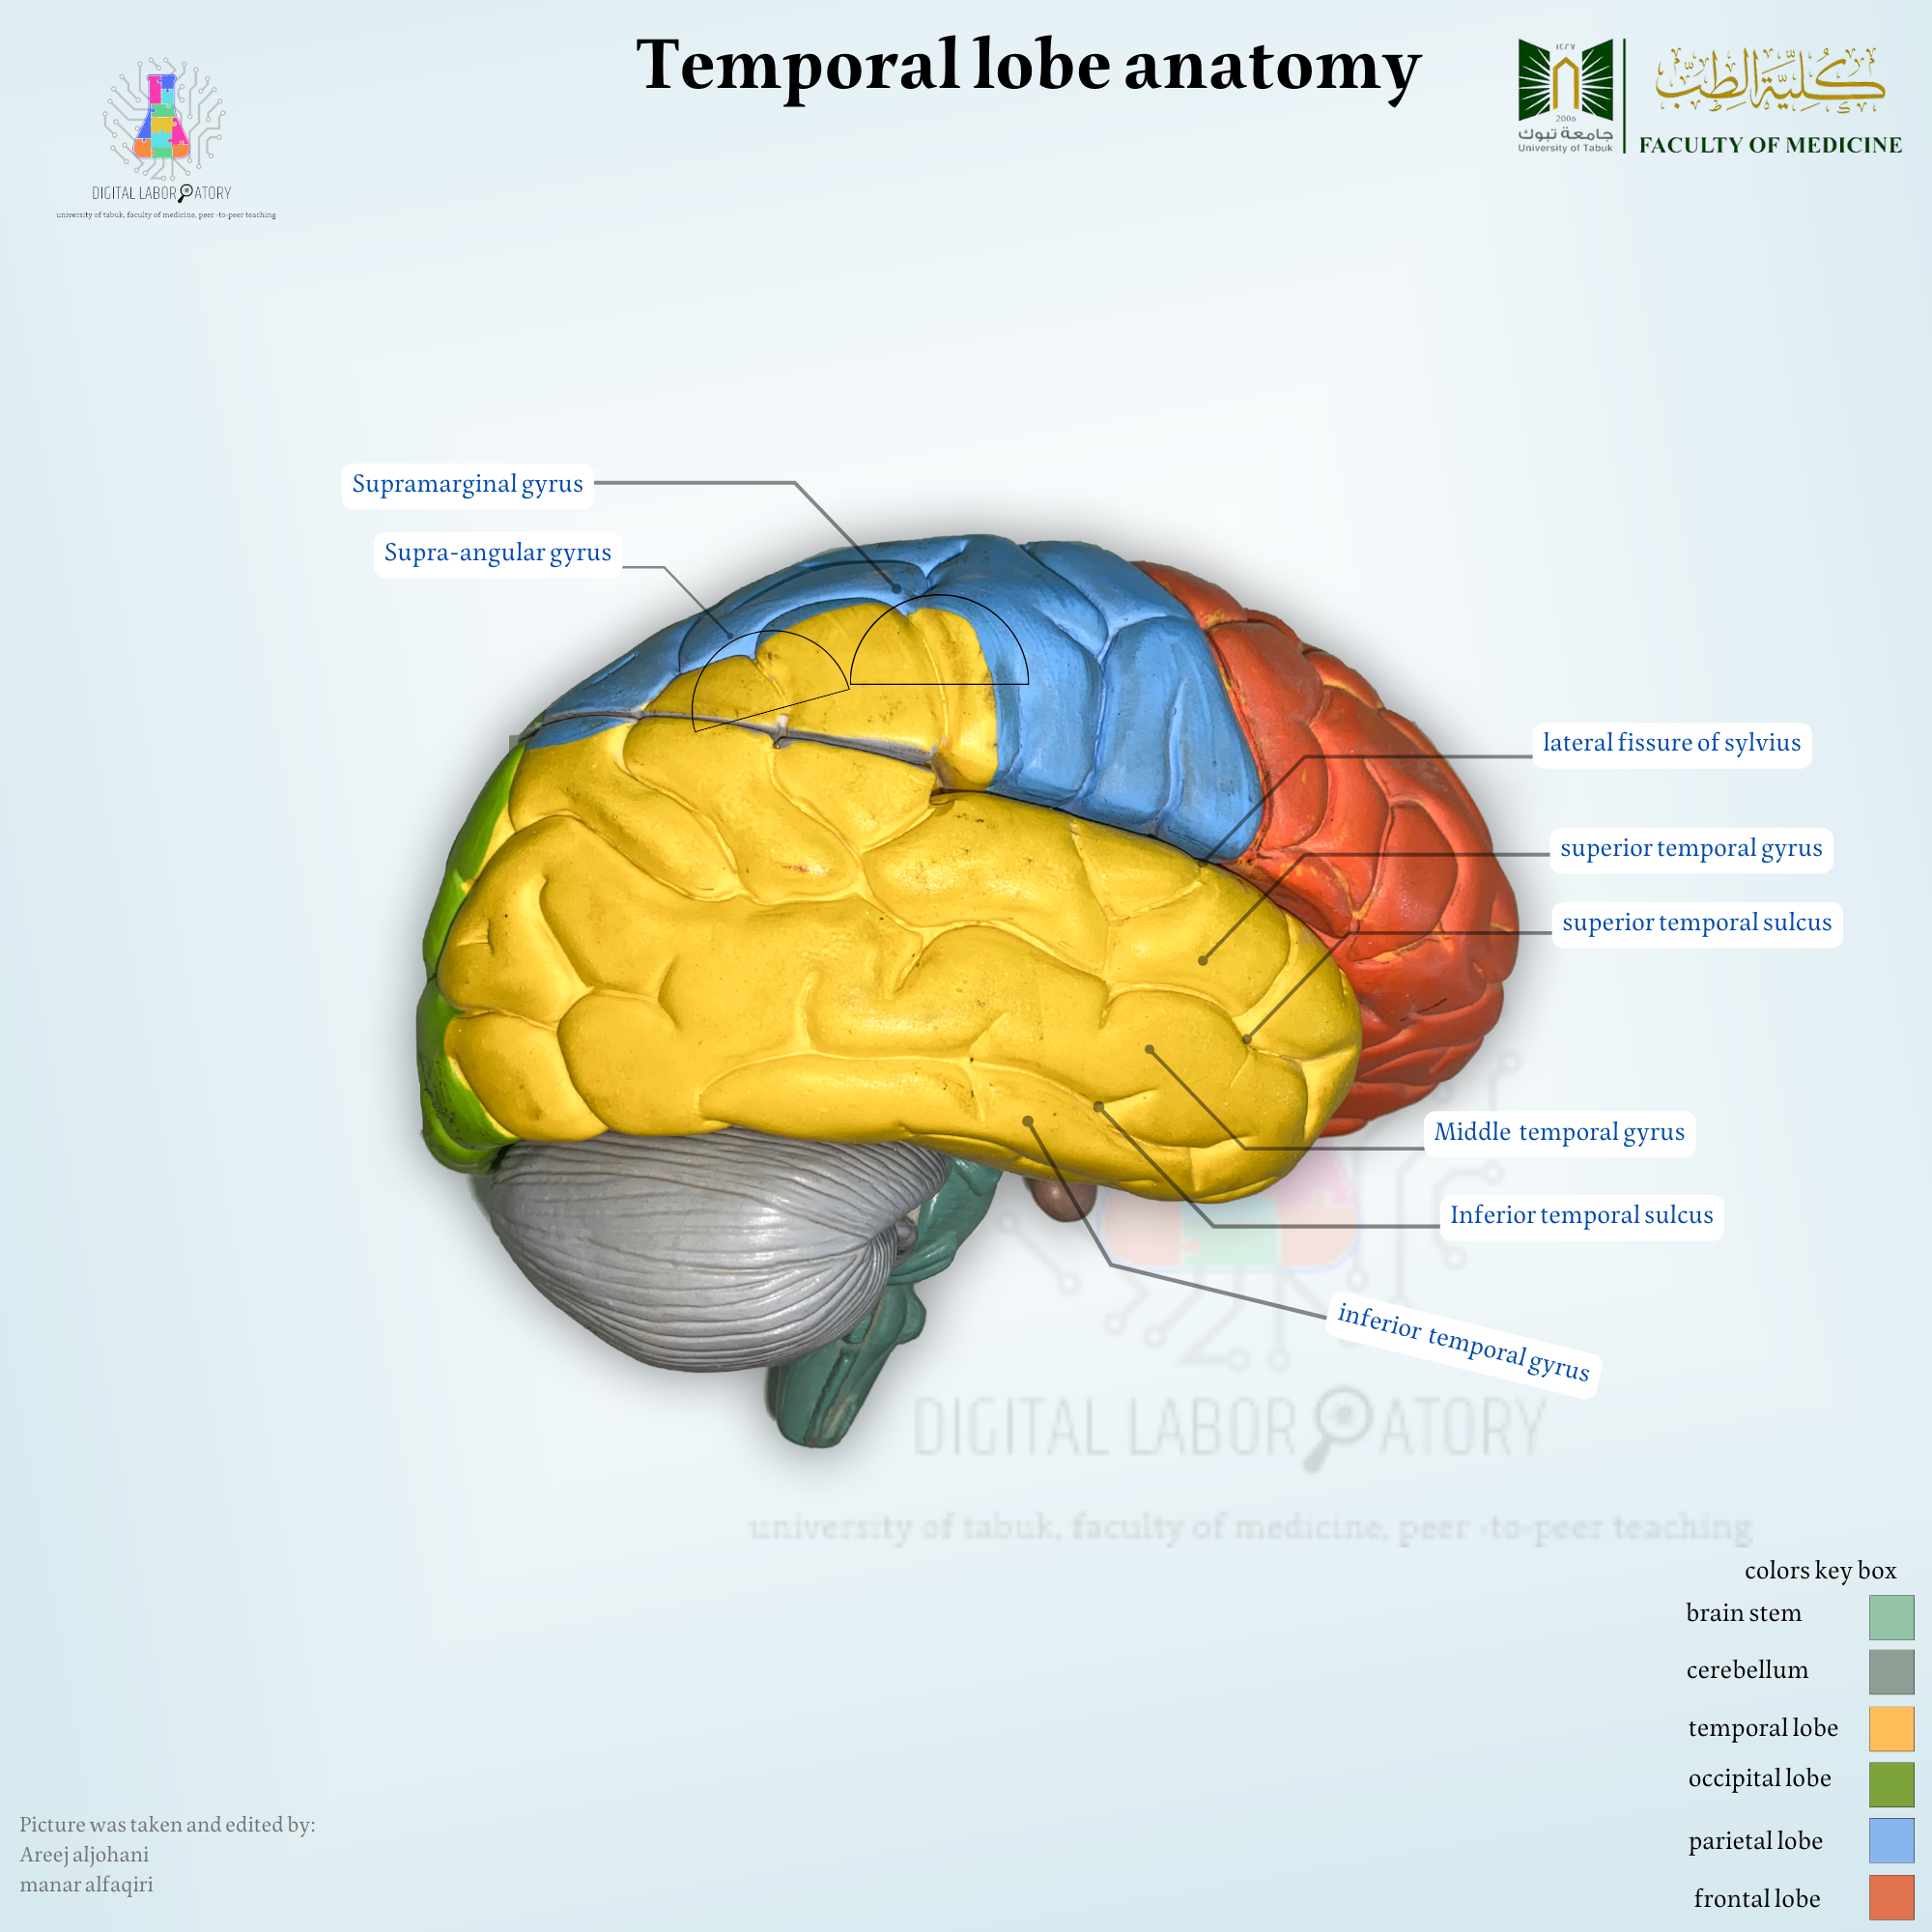 Temporal lobe anatomy
DIGITAL LABORATORY
university of tabuk, faculty of medicine, peer -to-peer teaching
١٤٢٧
2006
جامعة تبوك
University of Tabuk
كلية الطب
FACULTY OF MEDICINE
Supramarginal gyrus
Supra-angular gyrus
lateral fissure of sylvius
superior temporal gyrus
superior temporal sulcus
Middle temporal gyrus
Inferior temporal sulcus
inferior temporal gyrus
DIGITAL LABORATORY
university of tabuk, faculty of medicine, peer -to-peer teaching
colors key box
brain stem
cerebellum
temporal lobe
occipital lobe
parietal lobe
frontal lobe
Picture was taken and edited by:
Areej aljohani
manar alfaqiri